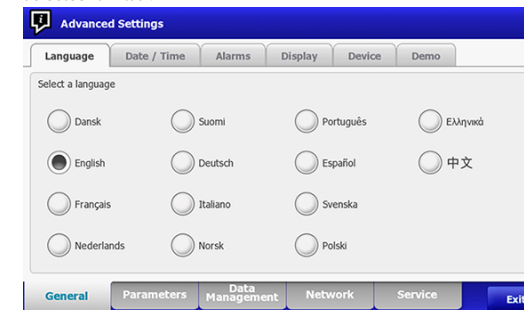 Advanced Settings
Language Date / Time Alarms Display Device Demo
Select a language
Dansk Suomi Português Ελληνικά
English Deutsch Español 中文
Français Italiano Svenska
Nederlands Norsk Polski
General Parameters Data Management Network Service Exit